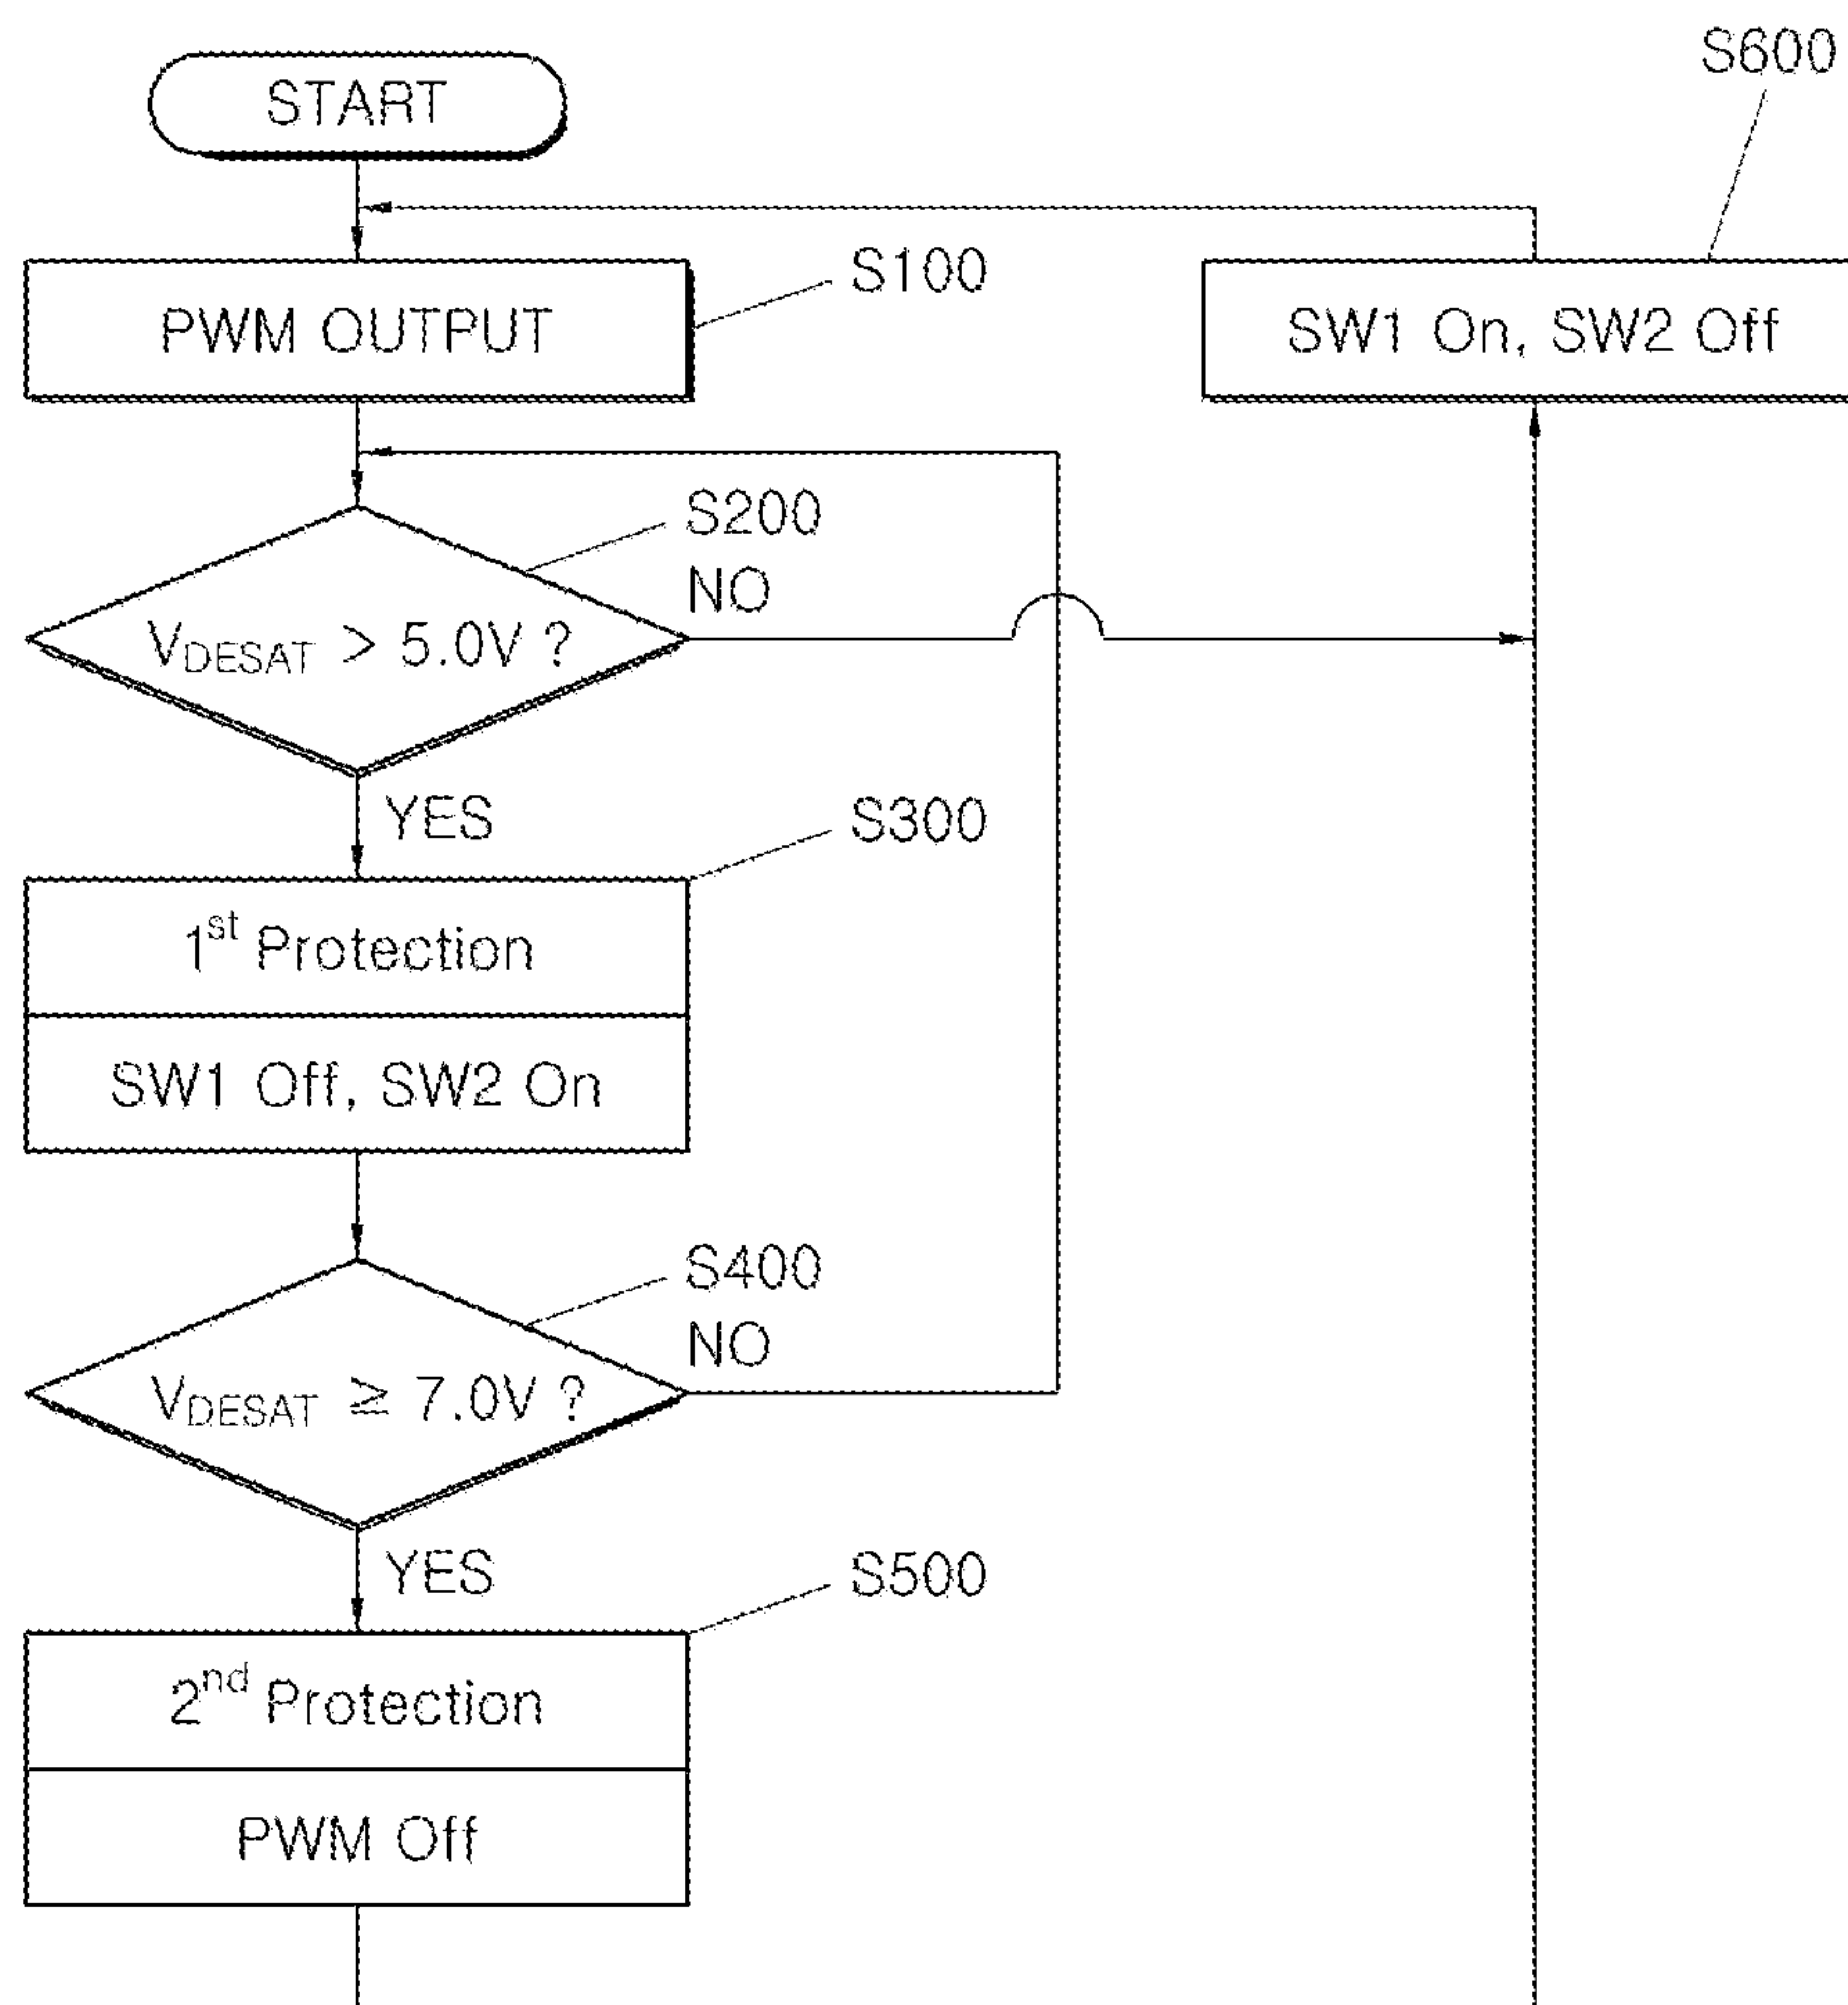 START
S600
PWM OUTPUT
S100
SW1 On, SW2 Off
S200
NO
VDESAT > 5.0V ?
YES
S300
1st Protection
SW1 Off, SW2 On
S400
NO
VDESAT ≧ 7.0V ?
YES
S500
2nd Protection
PWM Off